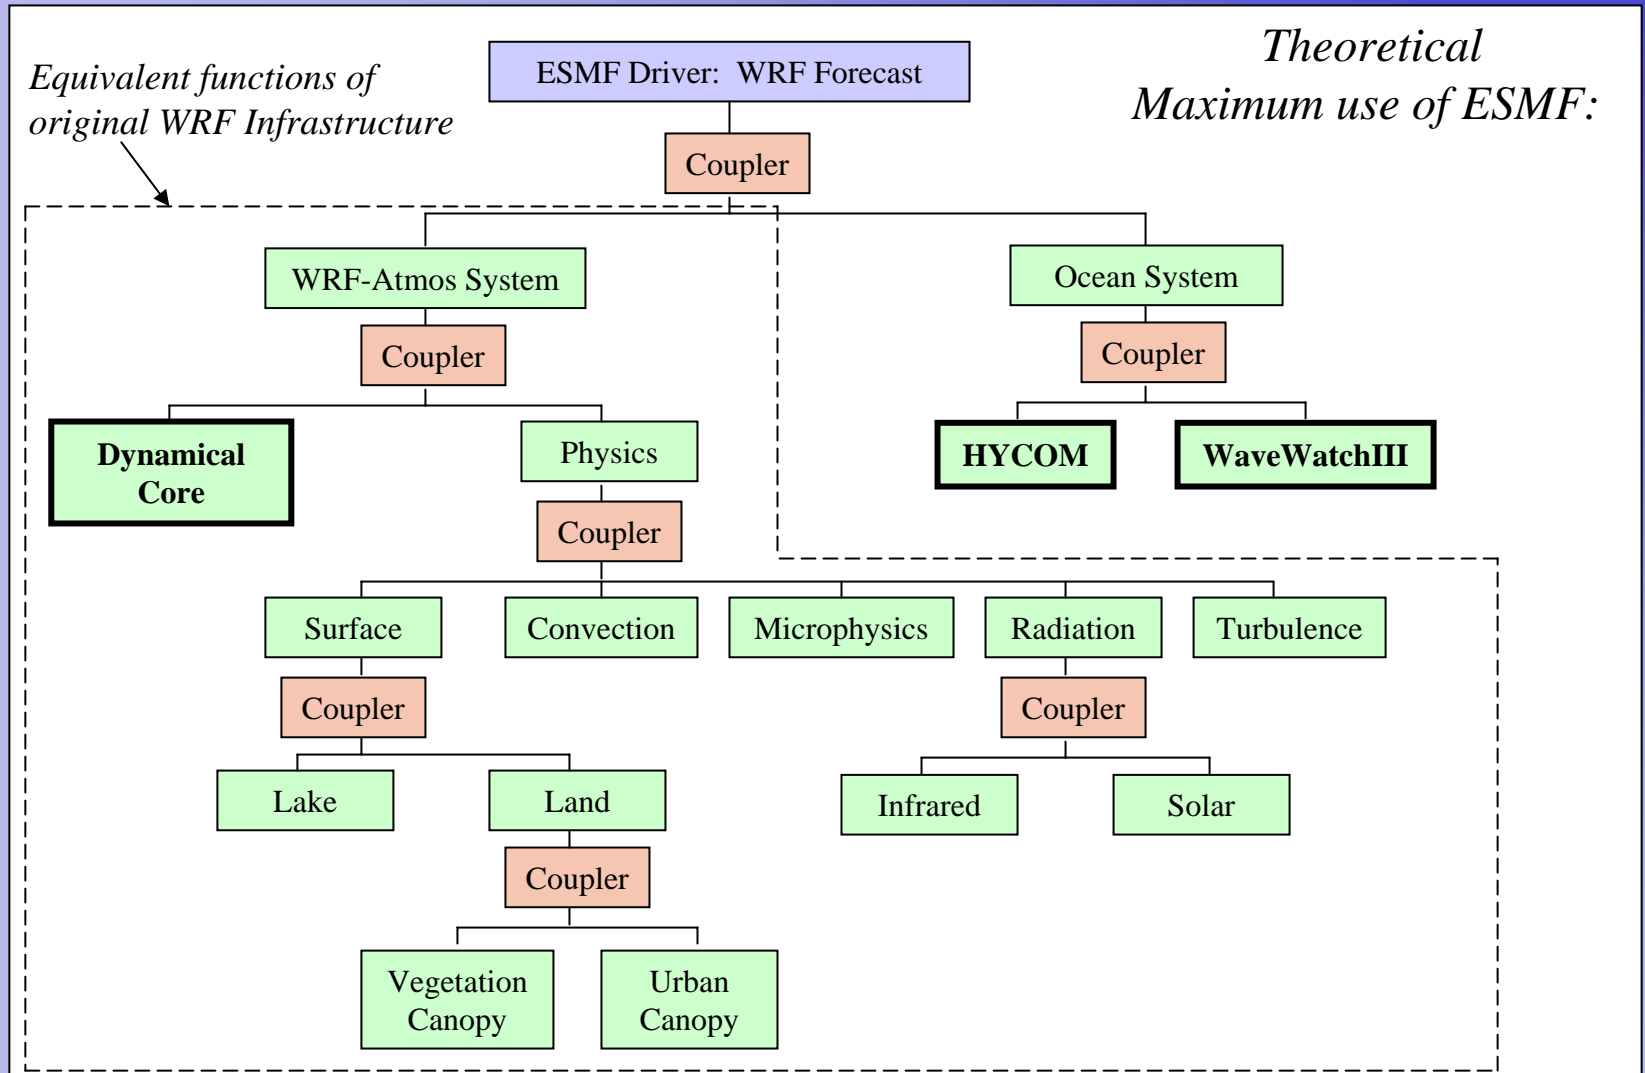 Theoretical
Maximum use of ESMF:
Equivalent functions of
original WRF Infrastructure
ESMF Driver:  WRF Forecast
Coupler
WRF-Atmos System
Ocean System
Coupler
Coupler
Dynamical
Core
Physics
HYCOM
WaveWatchIII
Coupler
Surface
Convection
Microphysics
Radiation
Turbulence
Coupler
Coupler
Lake
Land
Infrared
Solar
Coupler
Vegetation
Canopy
Urban
Canopy